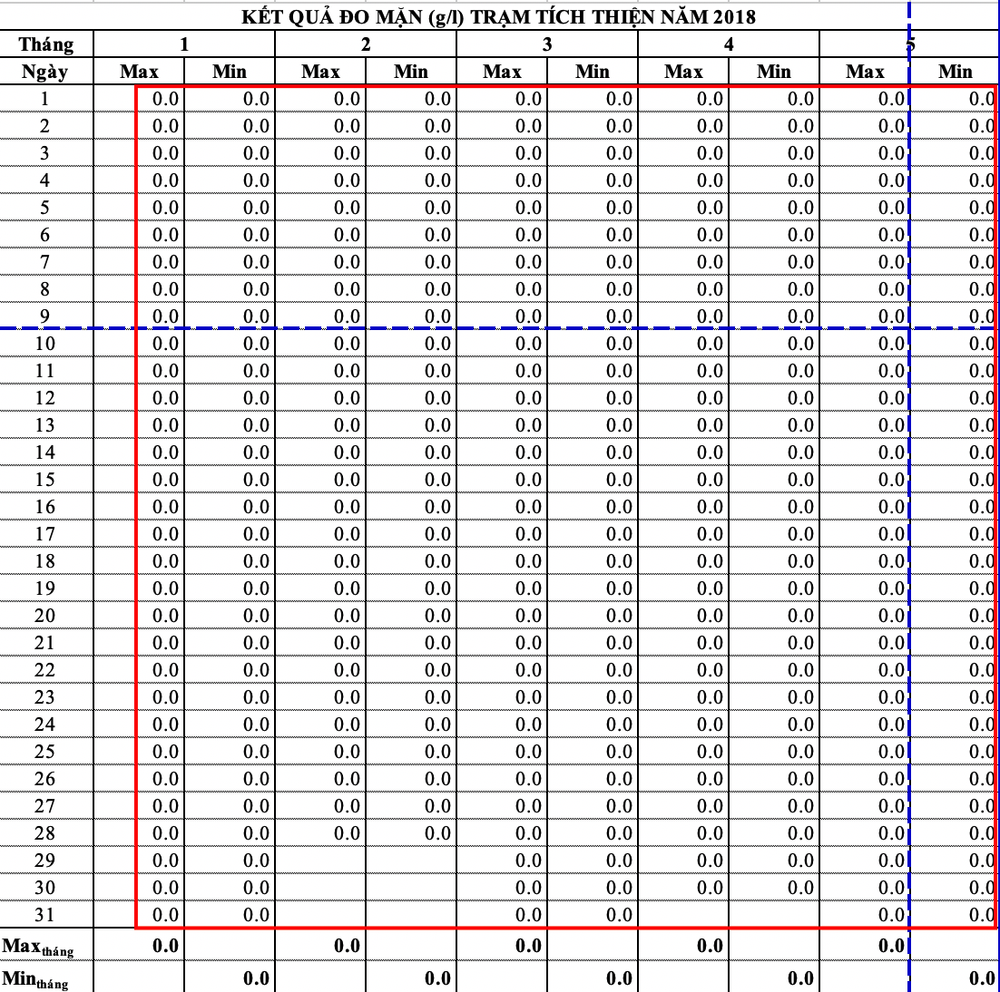 KẾT QUẢ ĐO MẶN (g/l) TRẠM TÍCH THIỆN NĂM 2018
Tháng 1 2 3 4 5
Ngày Max Min Max Min Max Min Max Min Max Min
1 0.0 0.0 0.0 0.0 0.0 0.0 0.0 0.0 0.0 0.0
2 0.0 0.0 0.0 0.0 0.0 0.0 0.0 0.0 0.0 0.0
3 0.0 0.0 0.0 0.0 0.0 0.0 0.0 0.0 0.0 0.0
4 0.0 0.0 0.0 0.0 0.0 0.0 0.0 0.0 0.0 0.0
5 0.0 0.0 0.0 0.0 0.0 0.0 0.0 0.0 0.0 0.0
6 0.0 0.0 0.0 0.0 0.0 0.0 0.0 0.0 0.0 0.0
7 0.0 0.0 0.0 0.0 0.0 0.0 0.0 0.0 0.0 0.0
8 0.0 0.0 0.0 0.0 0.0 0.0 0.0 0.0 0.0 0.0
9 0.0 0.0 0.0 0.0 0.0 0.0 0.0 0.0 0.0 0.0
10 0.0 0.0 0.0 0.0 0.0 0.0 0.0 0.0 0.0 0.0
11 0.0 0.0 0.0 0.0 0.0 0.0 0.0 0.0 0.0 0.0
12 0.0 0.0 0.0 0.0 0.0 0.0 0.0 0.0 0.0 0.0
13 0.0 0.0 0.0 0.0 0.0 0.0 0.0 0.0 0.0 0.0
14 0.0 0.0 0.0 0.0 0.0 0.0 0.0 0.0 0.0 0.0
15 0.0 0.0 0.0 0.0 0.0 0.0 0.0 0.0 0.0 0.0
16 0.0 0.0 0.0 0.0 0.0 0.0 0.0 0.0 0.0 0.0
17 0.0 0.0 0.0 0.0 0.0 0.0 0.0 0.0 0.0 0.0
18 0.0 0.0 0.0 0.0 0.0 0.0 0.0 0.0 0.0 0.0
19 0.0 0.0 0.0 0.0 0.0 0.0 0.0 0.0 0.0 0.0
20 0.0 0.0 0.0 0.0 0.0 0.0 0.0 0.0 0.0 0.0
21 0.0 0.0 0.0 0.0 0.0 0.0 0.0 0.0 0.0 0.0
22 0.0 0.0 0.0 0.0 0.0 0.0 0.0 0.0 0.0 0.0
23 0.0 0.0 0.0 0.0 0.0 0.0 0.0 0.0 0.0 0.0
24 0.0 0.0 0.0 0.0 0.0 0.0 0.0 0.0 0.0 0.0
25 0.0 0.0 0.0 0.0 0.0 0.0 0.0 0.0 0.0 0.0
26 0.0 0.0 0.0 0.0 0.0 0.0 0.0 0.0 0.0 0.0
27 0.0 0.0 0.0 0.0 0.0 0.0 0.0 0.0 0.0 0.0
28 0.0 0.0 0.0 0.0 0.0 0.0 0.0 0.0 0.0 0.0
29 0.0 0.0 0.0 0.0 0.0 0.0 0.0 0.0
30 0.0 0.0 0.0 0.0 0.0 0.0 0.0 0.0
31 0.0 0.0 0.0 0.0 0.0 0.0
Maxtháng 0.0 0.0 0.0 0.0 0.0
Mintháng 0.0 0.0 0.0 0.0 0.0